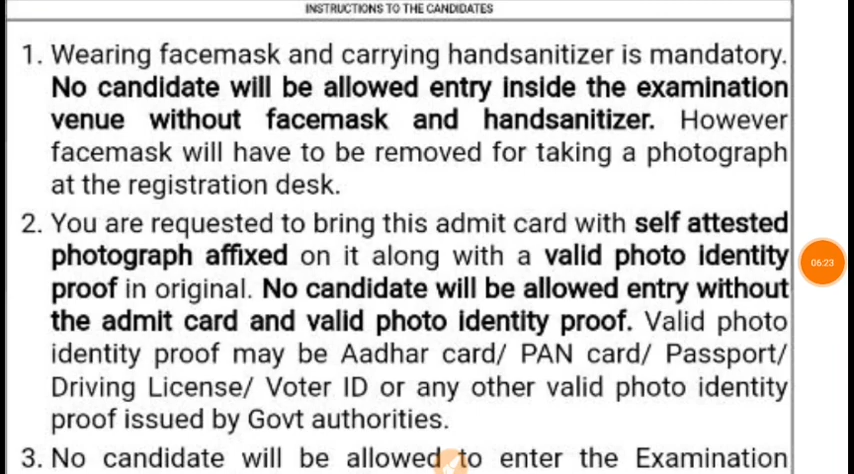 INSTRUCTIONS TO THE CANDIDATES
1. Wearing facemask and carrying handsanitizer is mandatory.
No candidate will be allowed entry inside the examination
venue without facemask and handsanitizer. However
facemask will have to be removed for taking a photograph
at the registration desk.
2. You are requested to bring this admit card with self attested
photograph affixed on it along with a valid photo identity
proof in original. No candidate will be allowed entry without
the admit card and valid photo identity proof. Valid photo
identity proof may be Aadhar card/ PAN card/ Passport/
Driving License/ Voter ID or any other valid photo identity
proof issued by Govt authorities.
3. No candidate will be allowed to enter the Examination
06:23